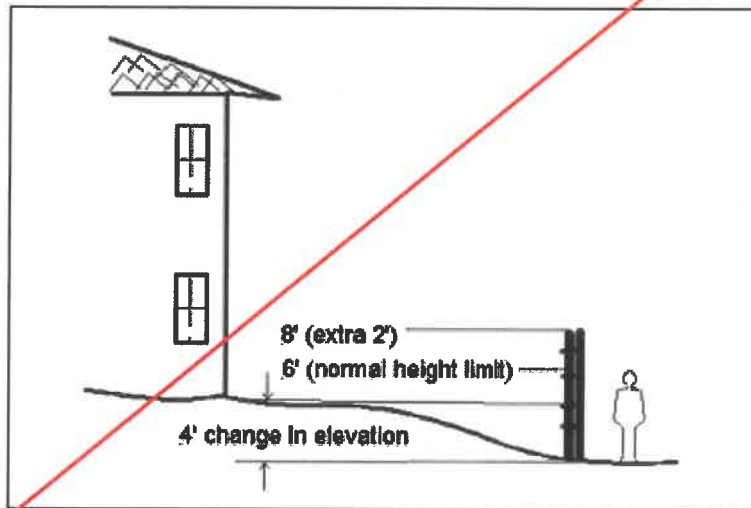 8' (extra 2')
6' (normal height limit)
4' change in elevation